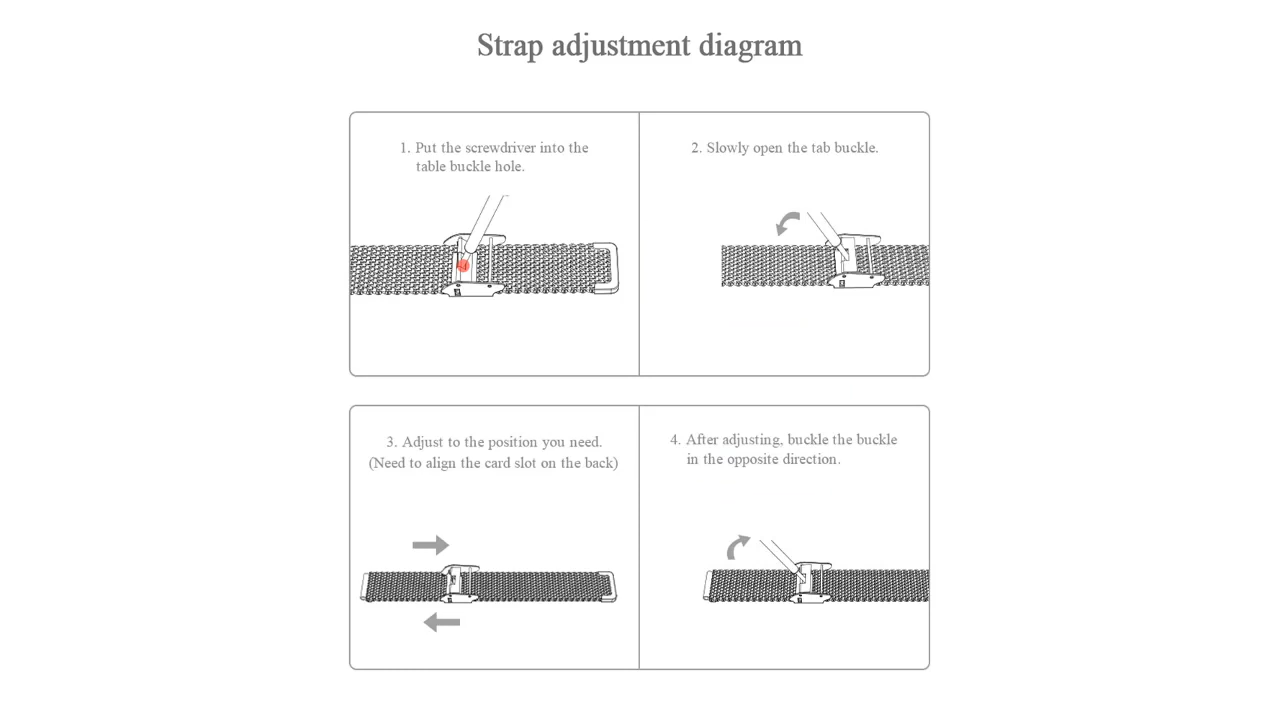 Strap adjustment diagram
1. Put the screwdriver into the
table buckle hole.
2. Slowly open the tab buckle.
3. Adjust to the position you need.
(Need to align the card slot on the back)
4. After adjusting, buckle the buckle
in the opposite direction.